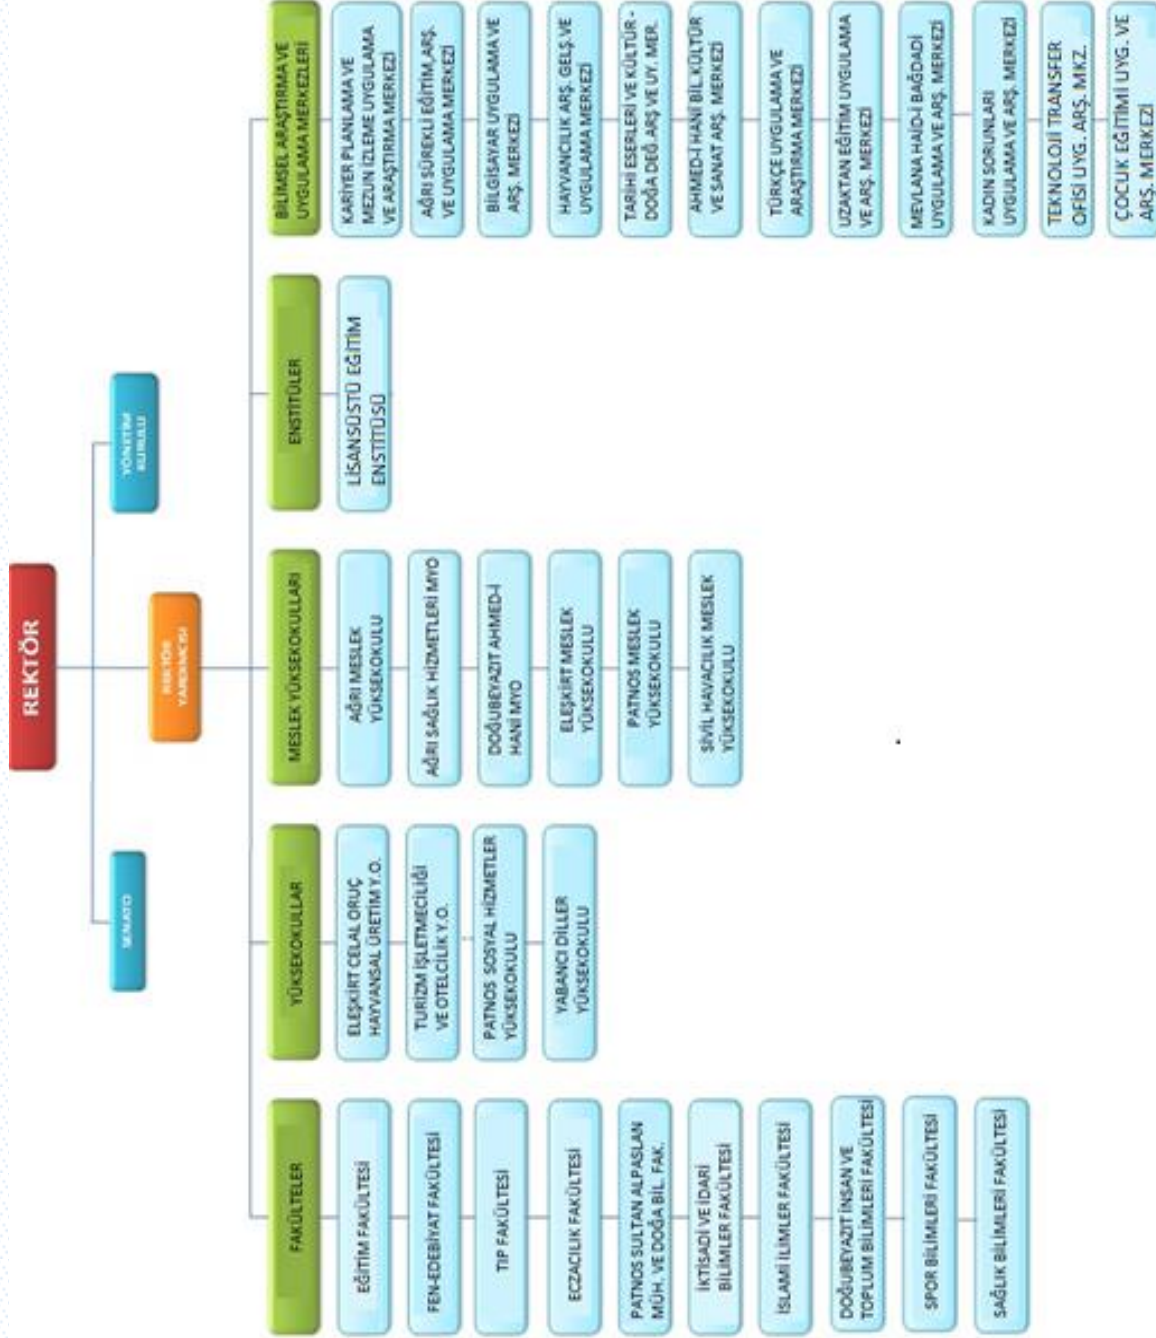 REKTÖR
SENATO
YÖNETİM
KURULU
REKTÖR
YARDIMCISI
FAKÜLTELER
EĞİTİM FAKÜLTESİ
FEN-EDEBİYAT FAKÜLTESİ
TIP FAKÜLTESİ
ECZACILIK FAKÜLTESİ
PATNOS SULTAN ALPASLAN
MÜH. VE DOĞA BİL. FAK.
İKTİSADİ VE İDARİ
BİLİMLER FAKÜLTESİ
İSLAMİ İLİMLER FAKÜLTESİ
DOĞUBEYAZIT İNSAN VE
TOPLUM BİLİMLERİ FAKÜLTESİ
SPOR BİLİMLERİ FAKÜLTESİ
SAĞLIK BİLİMLERİ FAKÜLTESİ
YÜKSEKOKULLAR
ELEŞKİRT CELAL ORUÇ
HAYVANSAL ÜRETİM Y.O.
TURİZM İŞLETMECİLİĞİ
VE OTELCİLİK Y.O.
PATNOS SOSYAL HİZMETLER
YÜKSEKOKULU
YABANCI DİLLER
YÜKSEKOKULU
MESLEK YÜKSEKOKULLARI
AĞRI MESLEK
YÜKSEKOKULU
AĞRI SAĞLIK HİZMETLERİ MYO
DOĞUBEYAZIT AHMED-İ
HANİ MYO
ELEŞKİRT MESLEK
YÜKSEKOKULU
PATNOS MESLEK
YÜKSEKOKULU
SİVİL HAVACILIK MESLEK
YÜKSEKOKULU
ENSTİTÜLER
LİSANSÜSTÜ EĞİTİM
ENSTİTÜSÜ
BİLİMSEL ARAŞTIRMA VE
UYGULAMA MERKEZLERİ
KARİYER PLANLAMA VE
MEZUN İZLEME UYGULAMA
VE ARAŞTIRMA MERKEZİ
AĞRI SÜREKLİ EĞİTİM,ARŞ.
VE UYGULAMA MERKEZİ
BİLGİSAYAR UYGULAMA VE
ARŞ. MERKEZİ
HAYVANCILIK ARŞ. GELŞ.VE
UYGULAMA MERKEZİ
TARİHİ ESERLERİ VE KÜLTÜR -
DOĞA DEĞ. ARŞ VE UY. MER.
AHMED-İ HANİ BİL.KÜLTÜR
VE SANAT ARŞ. MERKEZİ
TÜRKÇE UYGULAMA VE
ARAŞTIRMA MERKEZİ
UZAKTAN EĞİTİM UYGULAMA
VE ARŞ. MERKEZİ
MEVLANA HAİD-İ BAĞDADİ
UYGULAMA VE ARŞ. MERKEZİ
KADIN SORUNLARI
UYGULAMA VE ARŞ. MERKEZİ
TEKNOLOJİ TRANSFER
OFİSİ UYG. ARŞ. MKZ.
ÇOCUK EĞİTİMİ UYG. VE
ARŞ. MERKEZİ